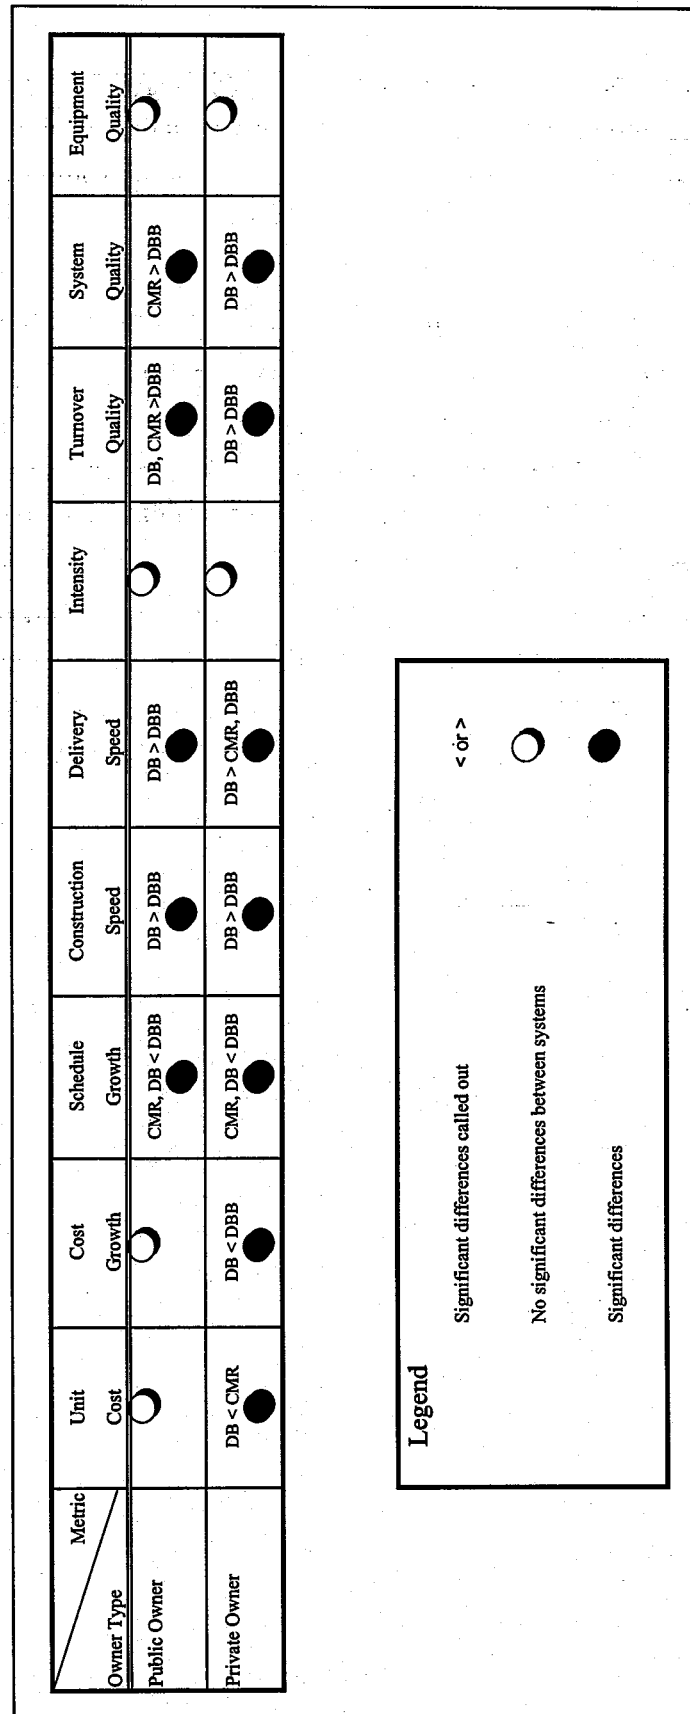 Metric
Owner Type
Unit
Cost
Cost
Growth
Schedule
Growth
Construction
Speed
Delivery
Speed
Intensity
Turnover
Quality
System
Quality
Equipment
Quality
Public Owner
CMR, DB < DBB
DB > DBB
DB > DBB
DB, CMR >DBB
CMR > DBB
Private Owner
DB < CMR
DB < DBB
CMR, DB < DBB
DB > DBB
DB > CMR, DBB
DB > DBB
DB > DBB
Legend
Significant differences called out < or >
No significant differences between systems
Significant differences